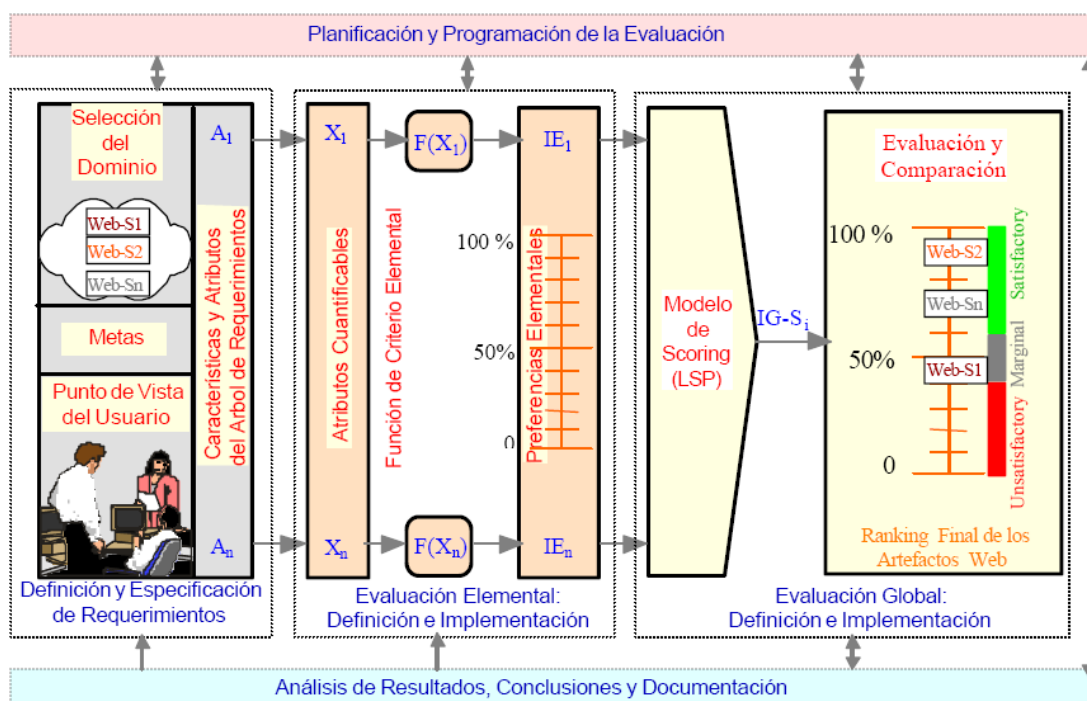 Planificación y Programación de la Evaluación
Selección
del
Dominio
Web-S1
Web-S2
Web-Sn
Metas
Punto de Vista
del Usuario
A1
Características y Atributos
del Arbol de Requerimientos
An
Definición y Especificación
de Requerimientos
X1
Atributos Cuantificables
Xn
F(X1)
Función de Criterio Elemental
F(Xn)
IE1
100 %
50%
0
Preferencias Elementales
IEn
Evaluación Elemental:
Definición e Implementación
Modelo
de
Scoring
(LSP)
IG-Si
Evaluación y
Comparación
100 %
50%
0
Web-S2
Web-Sn
Web-S1
Satisfactory
Marginal
Unsatisfactory
Ranking Final de los
Artefactos Web
Evaluación Global:
Definición e Implementación
Análisis de Resultados, Conclusiones y Documentación